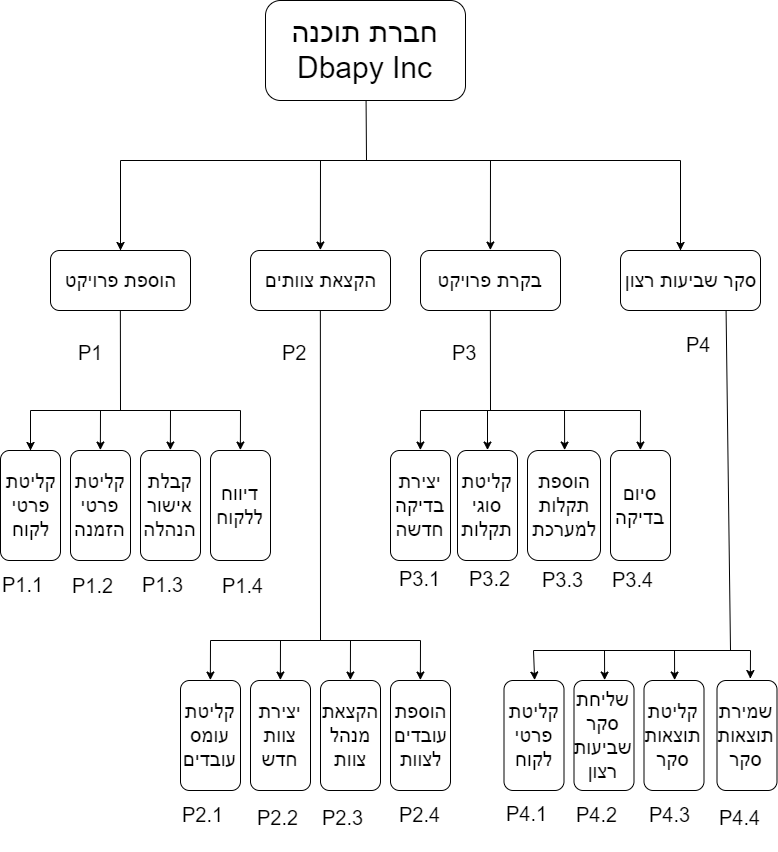 חברת תוכנה
Dbapy Inc
הוספת פרויקט
הקצאת צוותים
בקרת פרויקט
סקר שביעות רצון
P1
P2
P3
P4
קליטת
פרטי
לקוח
קליטת
פרטי
הזמנה
קבלת
אישור
הנהלה
דיווח
ללקוח
יצירת
בדיקה
חדשה
קליטת
סוגי
תקלות
הוספת
תקלות
למערכת
סיום
בדיקה
P1.1
P1.2
P1.3
P1.4
P3.1
P3.2
P3.3
P3.4
קליטת
עומס
עובדים
יצירת
צוות
חדש
הקצאת
מנהל
צוות
הוספת
עובדים
לצוות
קליטת
פרטי
לקוח
שליחת
סקר
שביעות
רצון
קליטת
תוצאות
סקר
שמירת
תוצאות
סקר
P2.1
P2.2
P2.3
P2.4
P4.1
P4.2
P4.3
P4.4